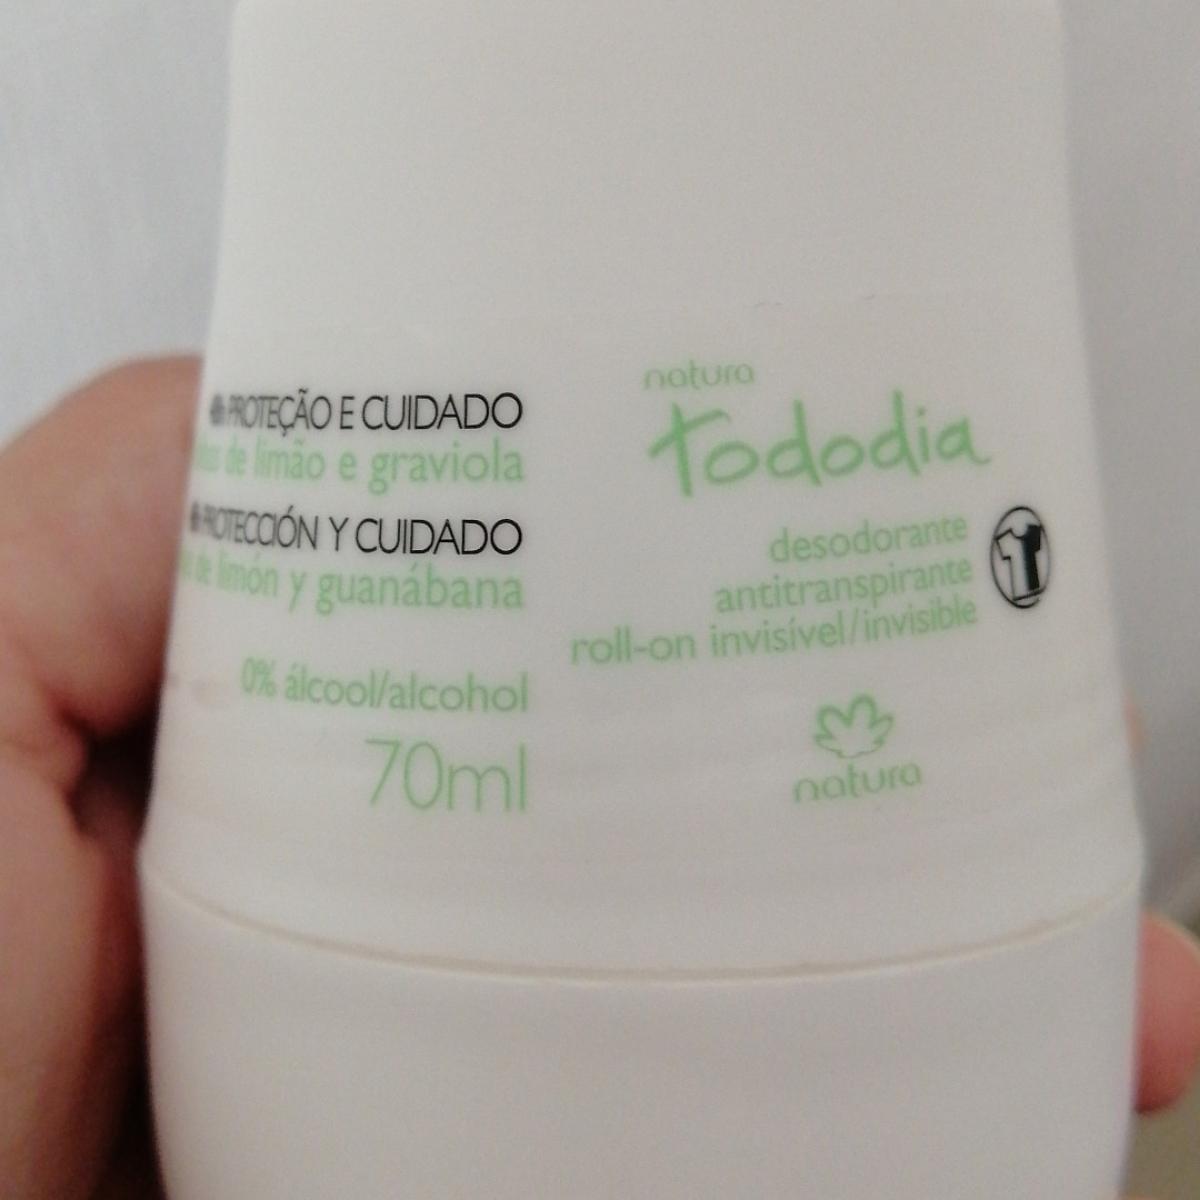 PROTEÇÃO E CUIDADO
de limão e graviola
PROTECCIÓN Y CUIDADO
de limón y guanábana
0% álcool/alcohol
70ml
natura
tododia
desodorante
antitranspirante
roll-on invisível/invisible
natura